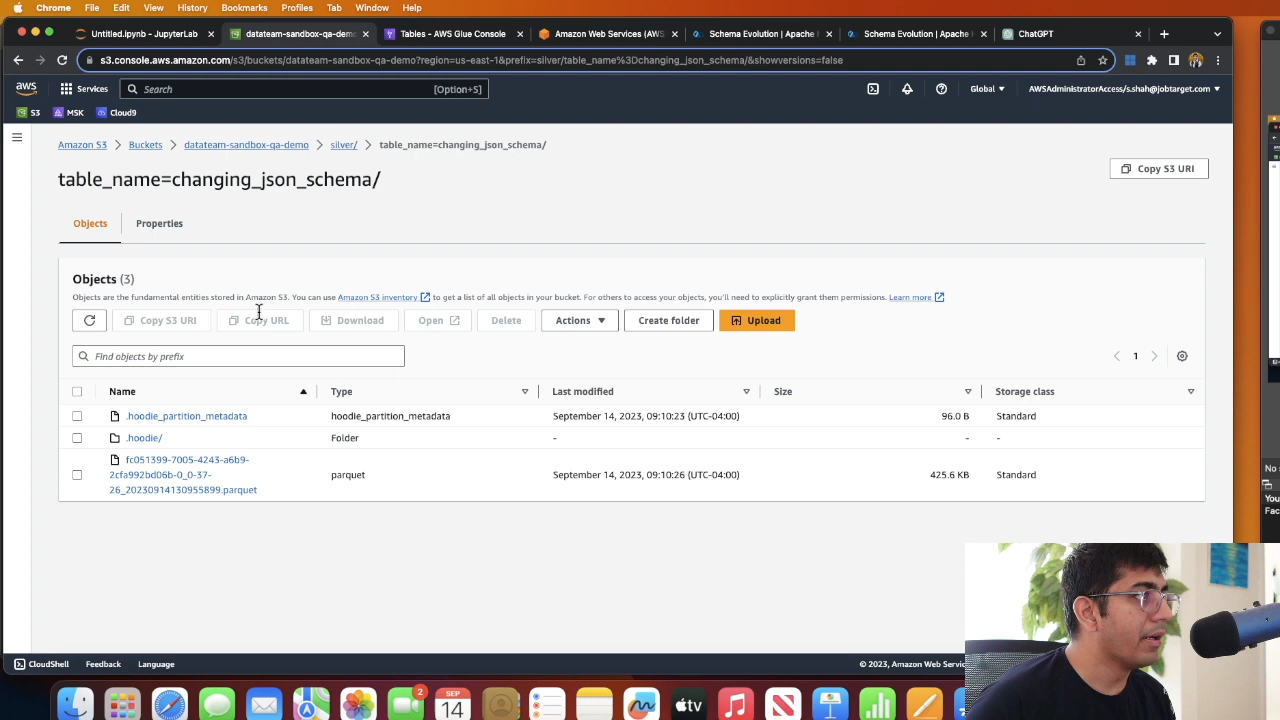 Chrome File Edit View History Bookmarks Profiles Tab Window Help
Untitled.ipynb - JupyterLab
datateam-sandbox-qa-demo
Tables - AWS Glue Console
Amazon Web Services (AWS
Schema Evolution | Apache
Schema Evolution | Apache
ChatGPT
s3.console.aws.amazon.com/s3/buckets/datateam-sandbox-qa-demo?region=us-east-1&prefix=silver/table_name%3Dchanging_json_schema/&showversions=false
aws Services Search [Option+S] Global AWSAdministratorAccess/s.shah@jobtarget.com
S3 MSK Cloud9
Amazon S3 > Buckets > datateam-sandbox-qa-demo > silver/ > table_name=changing_json_schema/
table_name=changing_json_schema/
Copy S3 URI
Objects Properties
Objects (3)
Objects are the fundamental entities stored in Amazon S3. You can use Amazon S3 inventory to get a list of all objects in your bucket. For others to access your objects, you'll need to explicitly grant them permissions. Learn more
Copy S3 URI Copy URL Download Open Delete Actions Create folder Upload
Find objects by prefix
1
Name Type Last modified Size Storage class
.hoodie_partition_metadata hoodie_partition_metadata September 14, 2023, 09:10:23 (UTC-04:00) 96.0 B Standard
.hoodie/ Folder - - -
fc051399-7005-4243-a6b9-
2cfa992bd06b-0_0-37-
26_20230914130955899.parquet
parquet September 14, 2023, 09:10:26 (UTC-04:00) 425.6 KB Standard
No s
You
Fac
CloudShell Feedback Language © 2023, Amazon Web
2
SEP
14
tv